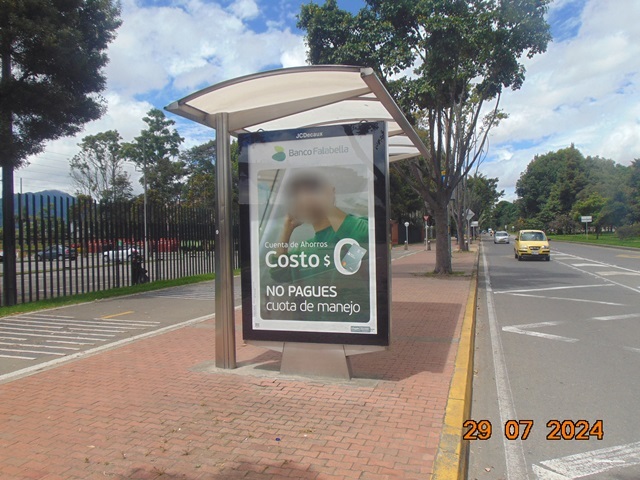 JCDecaux
Banco Falabella
Cuenta de Ahorros
Costo $0
NO PAGUES
cuota de manejo
29 07 2024